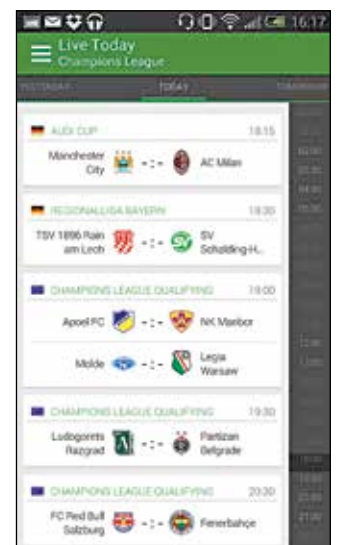 16:17
Live Today
Champions League
YESTERDAY TODAY TOMORROW
AUDI CUP 18:15
Manchester City -:- AC Milan
REGIONALLIGA BAYERN 18:30
TSV 1896 Rain am Lech -:- SV Schalding-H...
CHAMPIONS LEAGUE QUALIFYING 19:00
Apoel FC -:- NK Maribor
Molde -:- Legia Warsaw
CHAMPIONS LEAGUE QUALIFYING 19:30
Ludogorets Razgrad -:- Partizan Belgrade
CHAMPIONS LEAGUE QUALIFYING 20:30
FC Red Bull Salzburg -:- Fenerbahçe